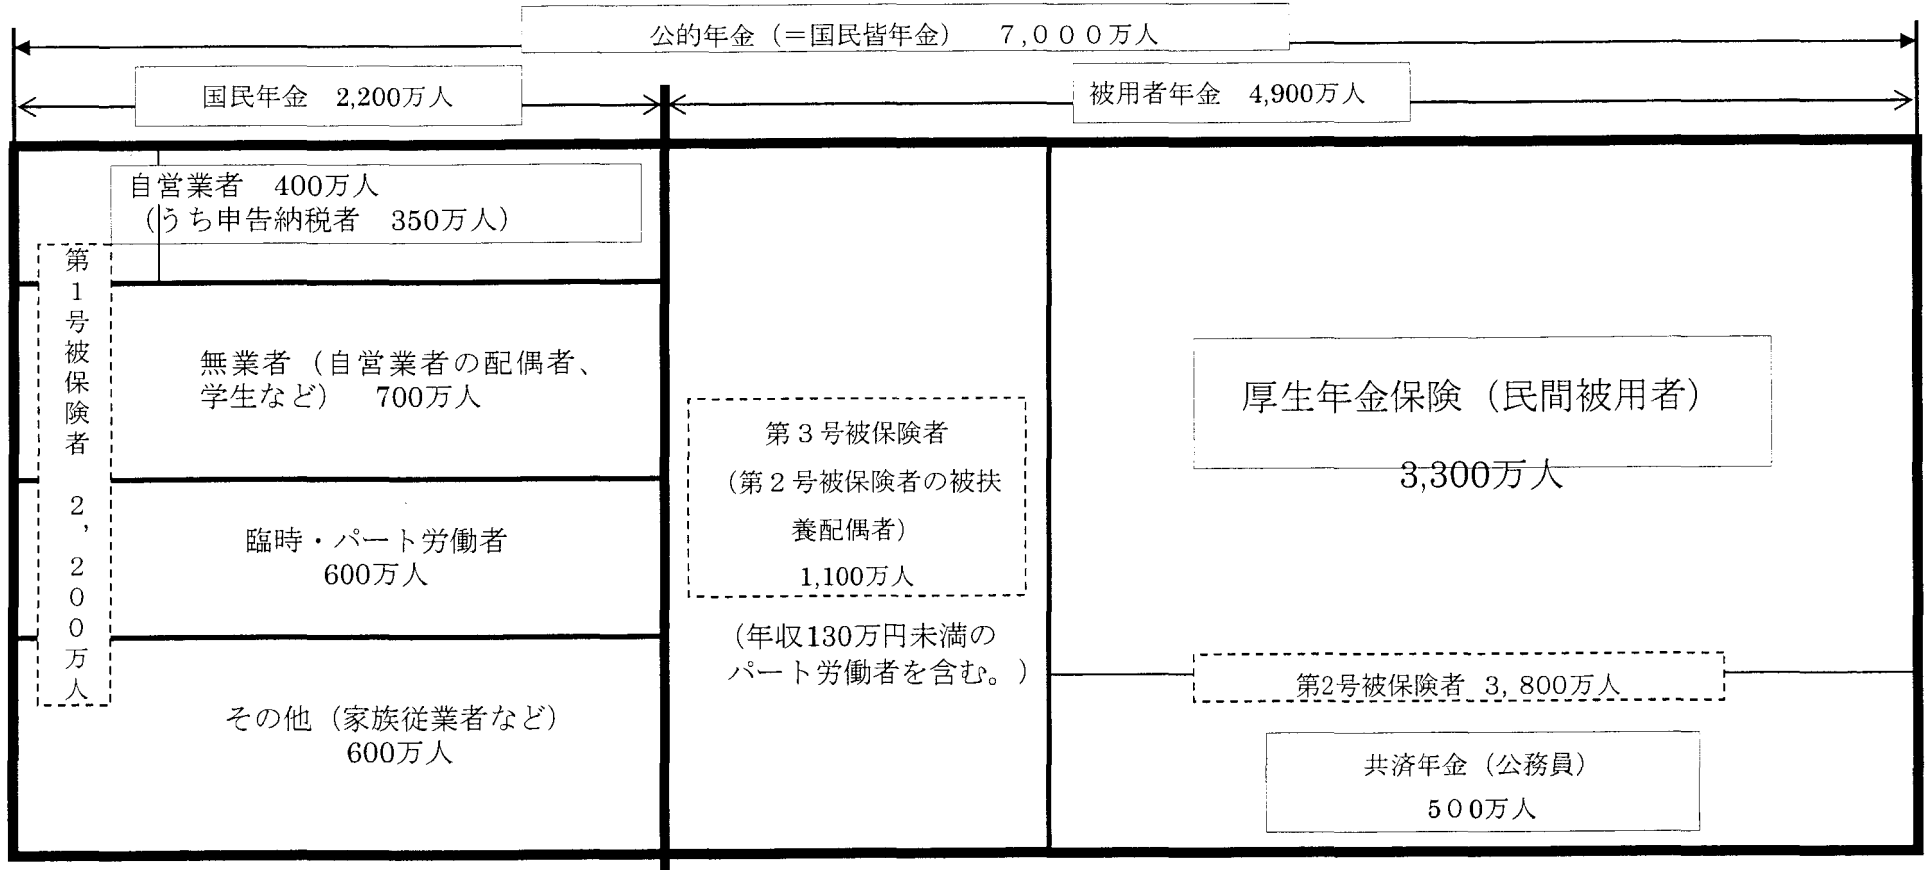 公的年金（＝国民皆年金）　７,０００万人
国民年金　2,200万人
被用者年金　4,900万人
自営業者　400万人
（うち申告納税者　350万人）
第１号被保険者　２，２００万人
無業者（自営業者の配偶者、
学生など）　700万人
臨時・パート労働者
600万人
その他（家族従業者など）
600万人
第３号被保険者
（第２号被保険者の被扶
養配偶者）
1,100万人
（年収130万円未満の
パート労働者を含む。）
厚生年金保険（民間被用者）
3,300万人
第2号被保険者 ３，８００万人
共済年金（公務員）
５００万人